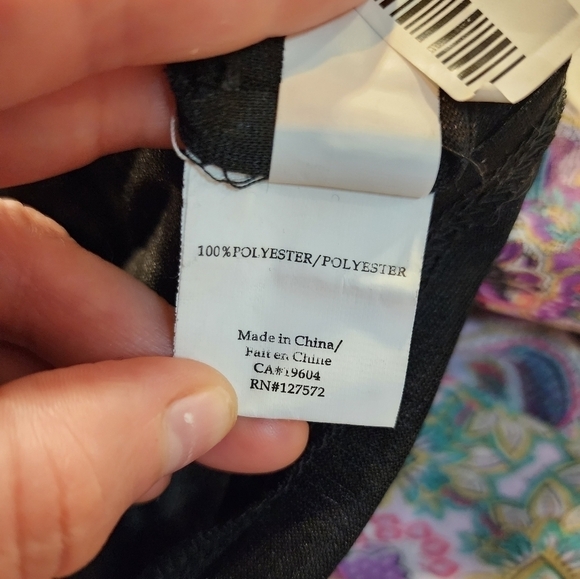 100%POLYESTER/POLYESTER
Made in China/
Fait en Chine
CA#19604
RN#127572